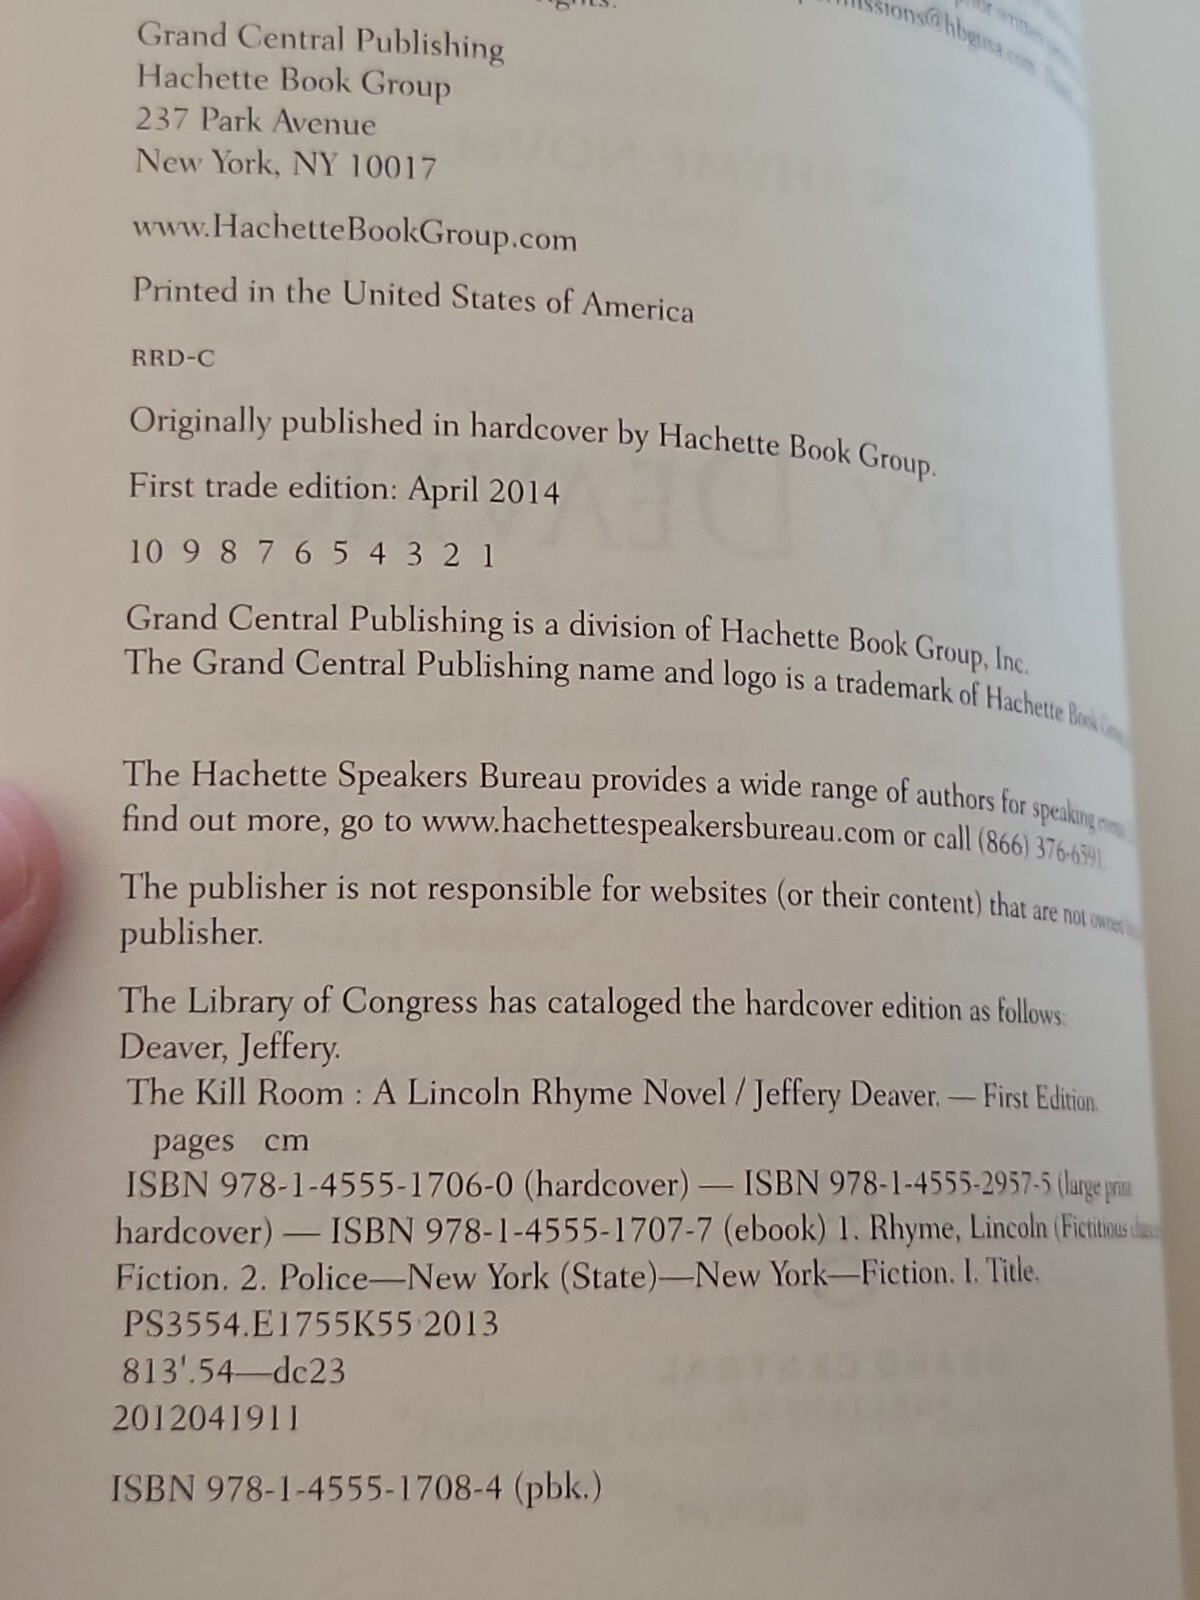 Grand Central Publishing
Hachette Book Group
237 Park Avenue
New York, NY 10017
www.HachetteBookGroup.com
Printed in the United States of America
RRD-C
Originally published in hardcover by Hachette Book Group.
First trade edition: April 2014
10 9 8 7 6 5 4 3 2 1
Grand Central Publishing is a division of Hachette Book Group, Inc.
The Grand Central Publishing name and logo is a trademark of Hachette Book
The Hachette Speakers Bureau provides a wide range of authors for speaking
find out more, go to www.hachettespeakersbureau.com or call (866) 376-6591
The publisher is not responsible for websites (or their content) that are not owned
publisher.
The Library of Congress has cataloged the hardcover edition as follows:
Deaver, Jeffery.
The Kill Room : A Lincoln Rhyme Novel / Jeffery Deaver. — First Edition.
pages cm
ISBN 978-1-4555-1706-0 (hardcover) — ISBN 978-1-4555-2957-5 (large print
hardcover) — ISBN 978-1-4555-1707-7 (ebook) 1. Rhyme, Lincoln (Fictitious
Fiction. 2. Police—New York (State)—New York—Fiction. I. Title.
PS3554.E1755K55 2013
813'.54—dc23
2012041911
ISBN 978-1-4555-1708-4 (pbk.)